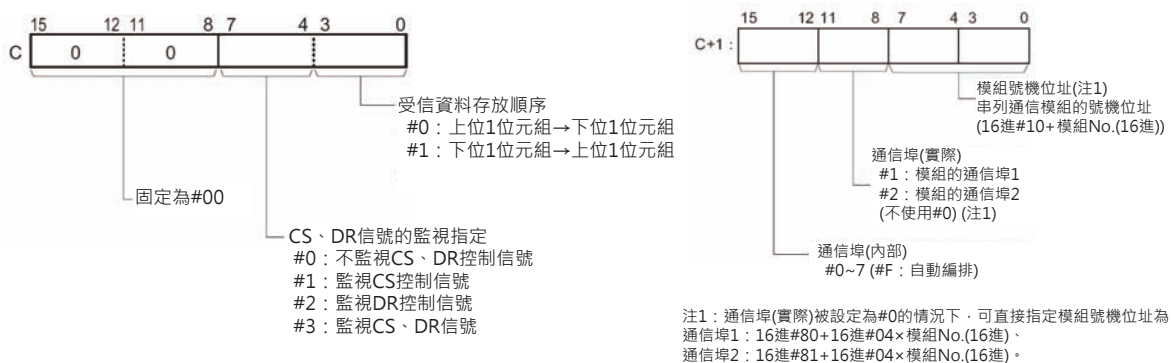 15 12 11 8 7 4 3 0
C 0 0
受信資料存放順序
#0：上位1位元組→下位1位元組
#1：下位1位元組→上位1位元組
固定為#00
CS、DR信號的監視指定
#0：不監視CS、DR控制信號
#1：監視CS控制信號
#2：監視DR控制信號
#3：監視CS、DR信號
15 12 11 8 7 4 3 0
C+1：
模組號機位址(注1)
串列通信模組的號機位址
(16進#10+模組No.(16進))
通信埠(實際)
#1：模組的通信埠1
#2：模組的通信埠2
(不使用#0) (注1)
通信埠(內部)
#0~7 (#F：自動編排)
注1：通信埠(實際)被設定為#0的情況下，可直接指定模組號機位址為
通信埠1：16進#80+16進#04×模組No.(16進)、
通信埠2：16進#81+16進#04×模組No.(16進)。